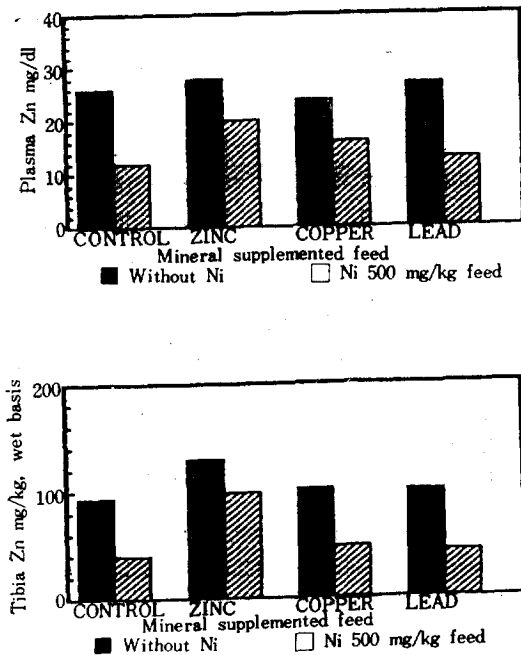 40
30
20
10
0
Plasma Zn mg/dl
CONTROL ZINC COPPER LEAD
Mineral supplemented feed
Without Ni Ni 500 mg/kg feed
200
100
0
Tibia Zn mg/kg, wet basis
CONTROL ZINC COPPER LEAD
Mineral supplemented feed
Without Ni Ni 500 mg/kg feed